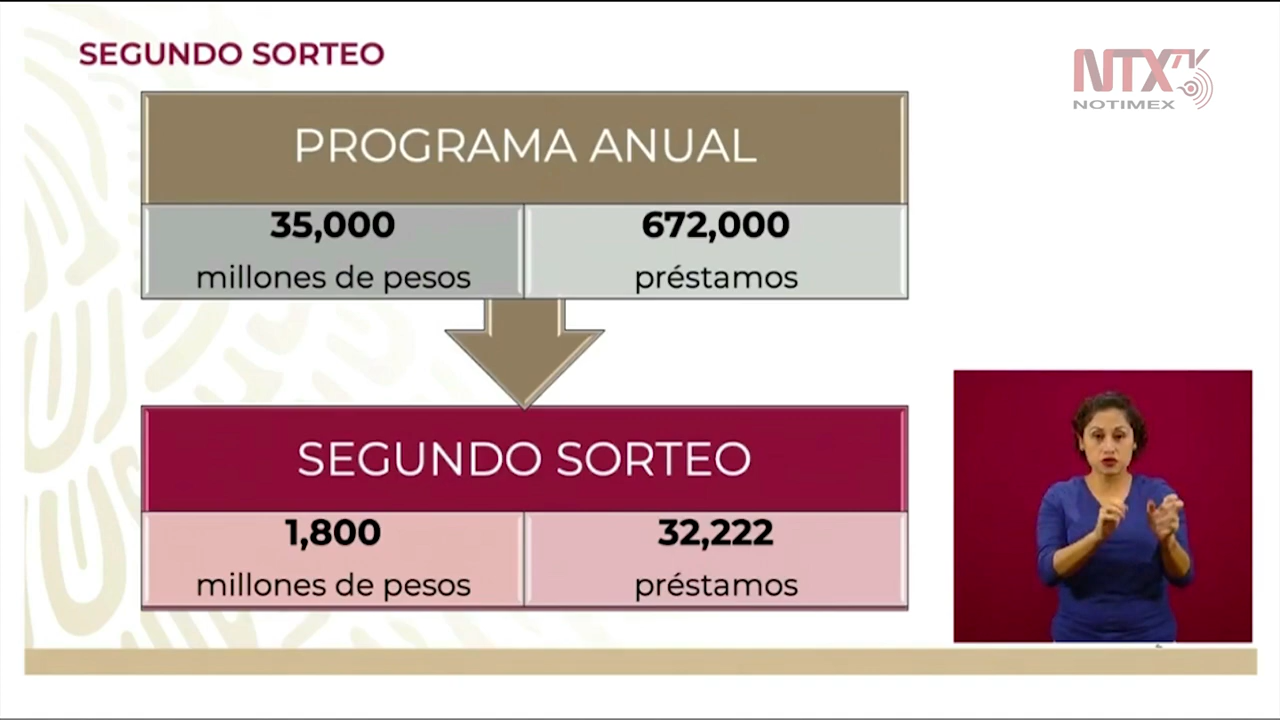 SEGUNDO SORTEO
NTX
NOTIMEX
PROGRAMA ANUAL
35,000
672,000
millones de pesos
préstamos
SEGUNDO SORTEO
1,800
32,222
millones de pesos
préstamos